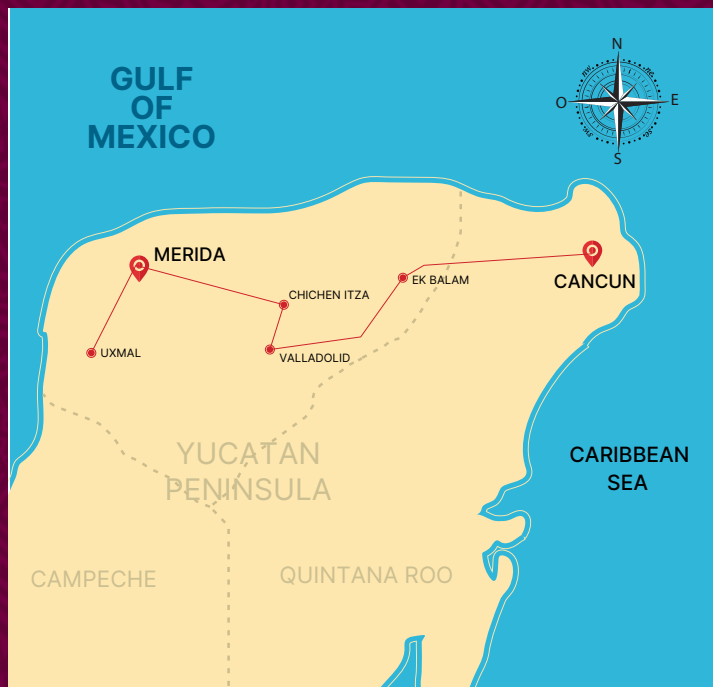 GULF
OF
MEXICO
N
O
E
S
MERIDA
CANCUN
CHICHEN ITZA
EK BALAM
UXMAL
VALLADOLID
YUCATAN
PENINSULA
CARIBBEAN
SEA
CAMPECHE
QUINTANA ROO